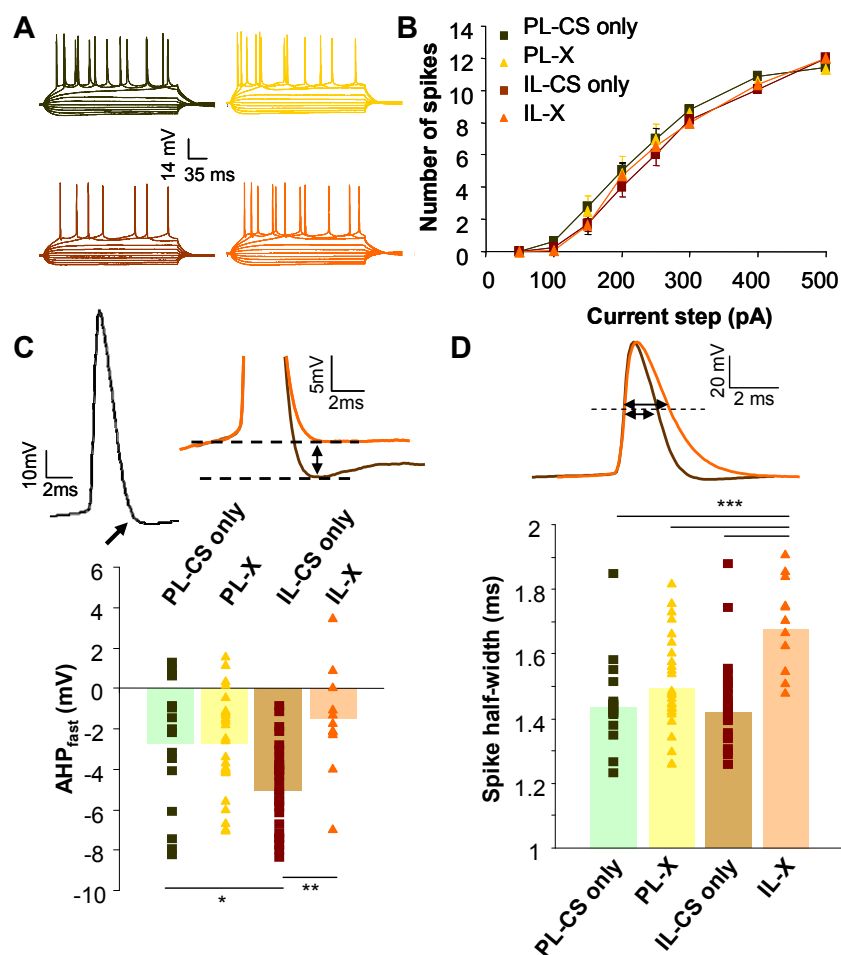 A
14 mV
35 ms
B
PL-CS only
PL-X
IL-CS only
IL-X
Number of spikes
14
12
10
8
6
4
2
0
0 100 200 300 400 500
Current step (pA)
C
10mV
2ms
5mV
2ms
PL-CS only
PL-X
IL-CS only
IL-X
AHPfast (mV)
6
4
2
0
-2
-4
-6
-8
-10
*
**
D
20 mV
2 ms
***
Spike half-width (ms)
2
1.8
1.6
1.4
1.2
1
PL-CS only
PL-X
IL-CS only
IL-X